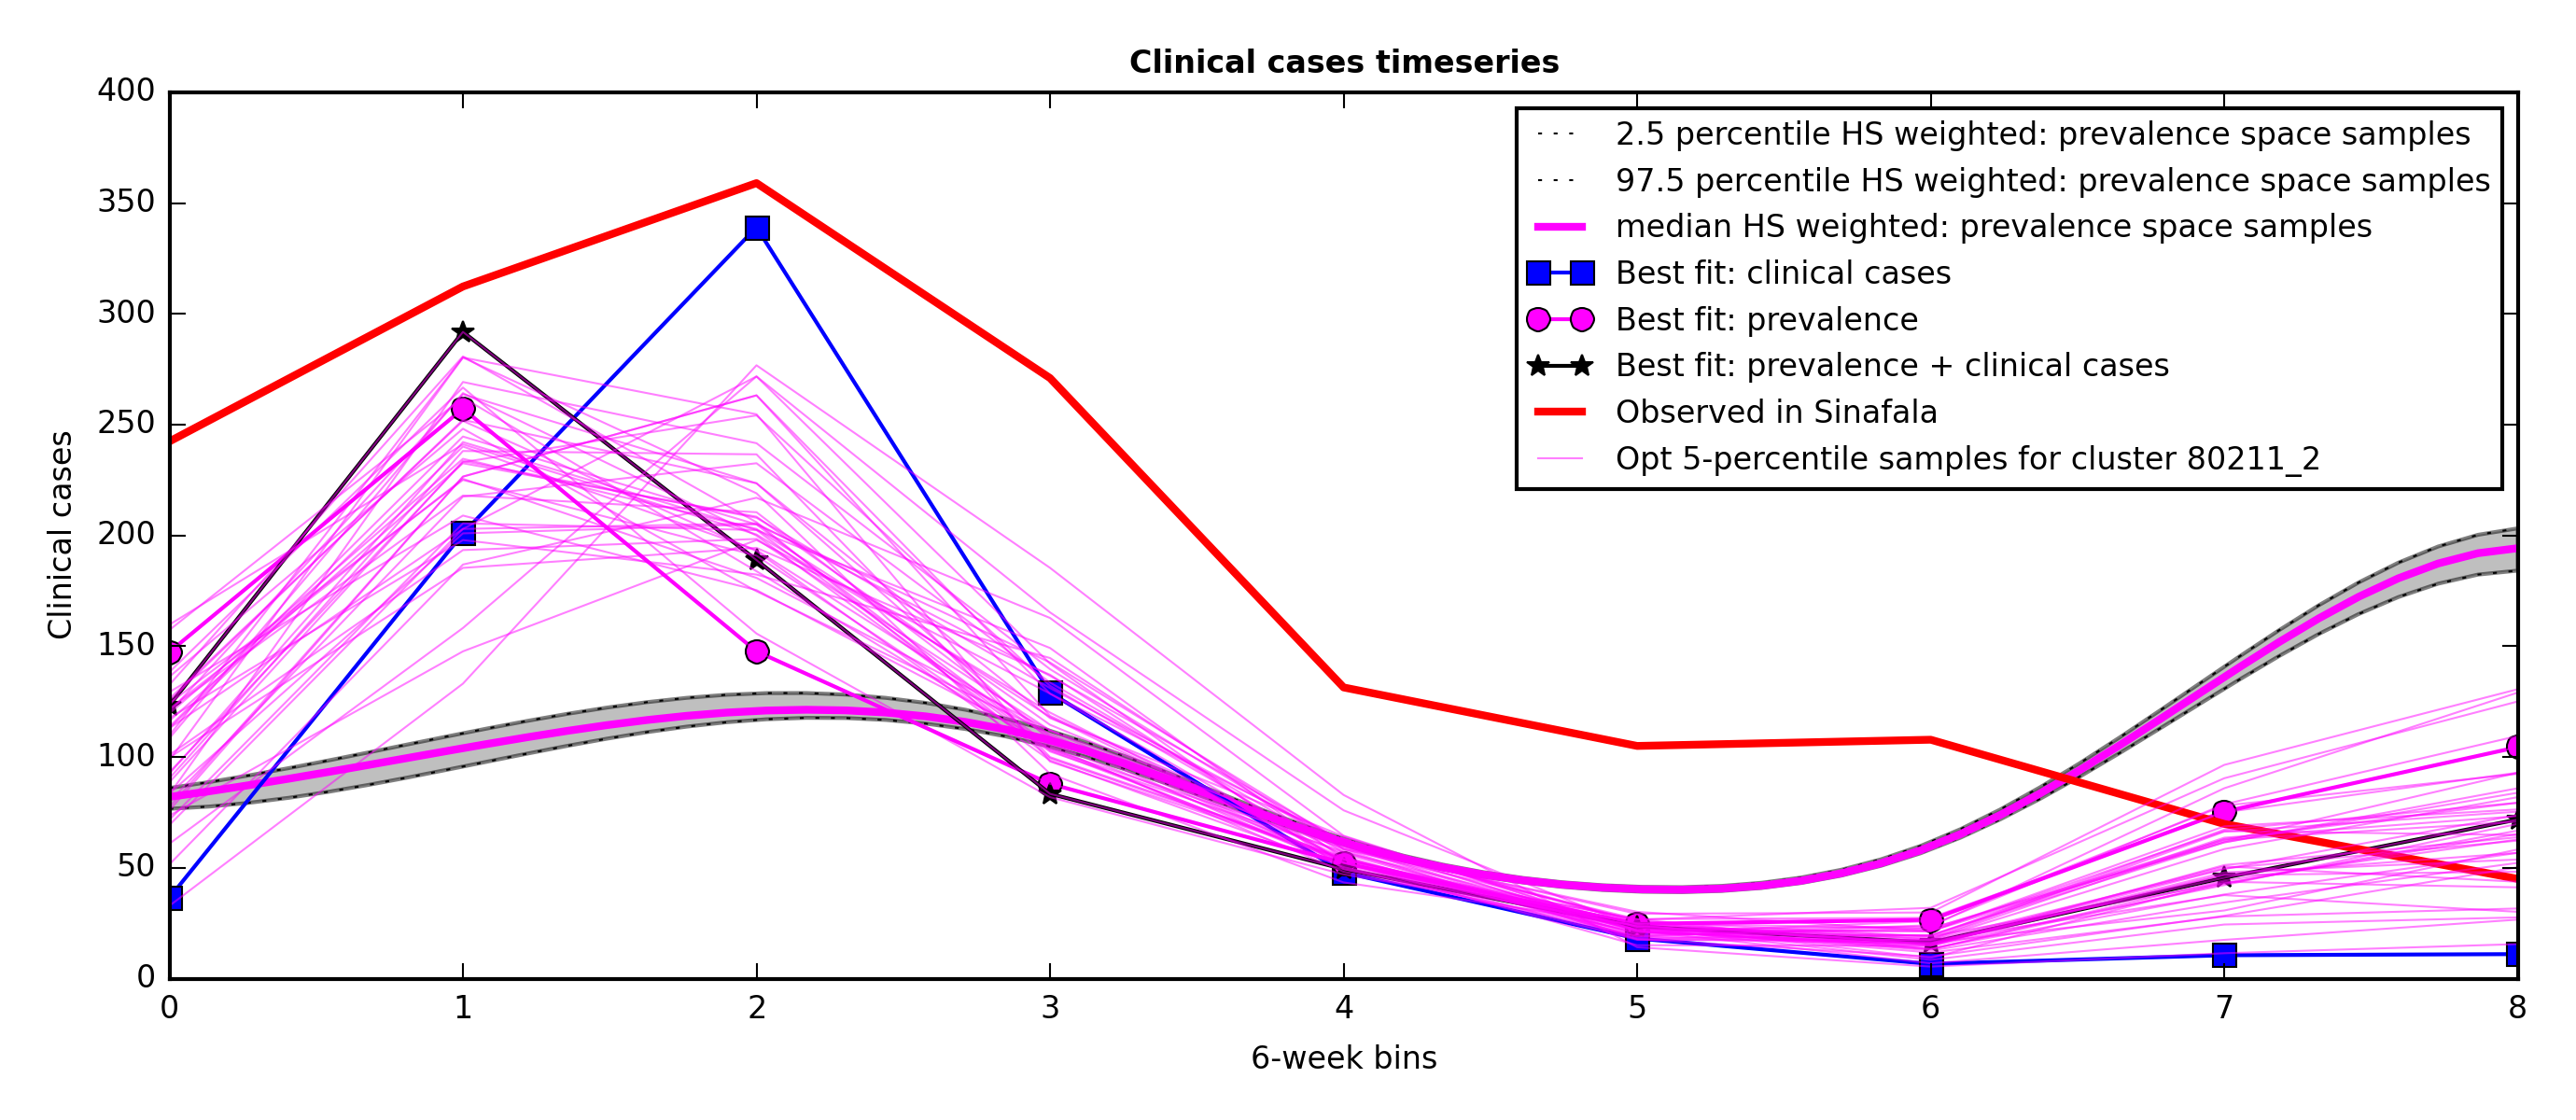 Clinical cases timeseries
400
350
300
250
200
150
100
50
0
Clinical cases
2.5 percentile HS weighted: prevalence space samples
97.5 percentile HS weighted: prevalence space samples
median HS weighted: prevalence space samples
Best fit: clinical cases
Best fit: prevalence
Best fit: prevalence + clinical cases
Observed in Sinafala
Opt 5-percentile samples for cluster 80211_2
0 1 2 3 4 5 6 7 8
6-week bins